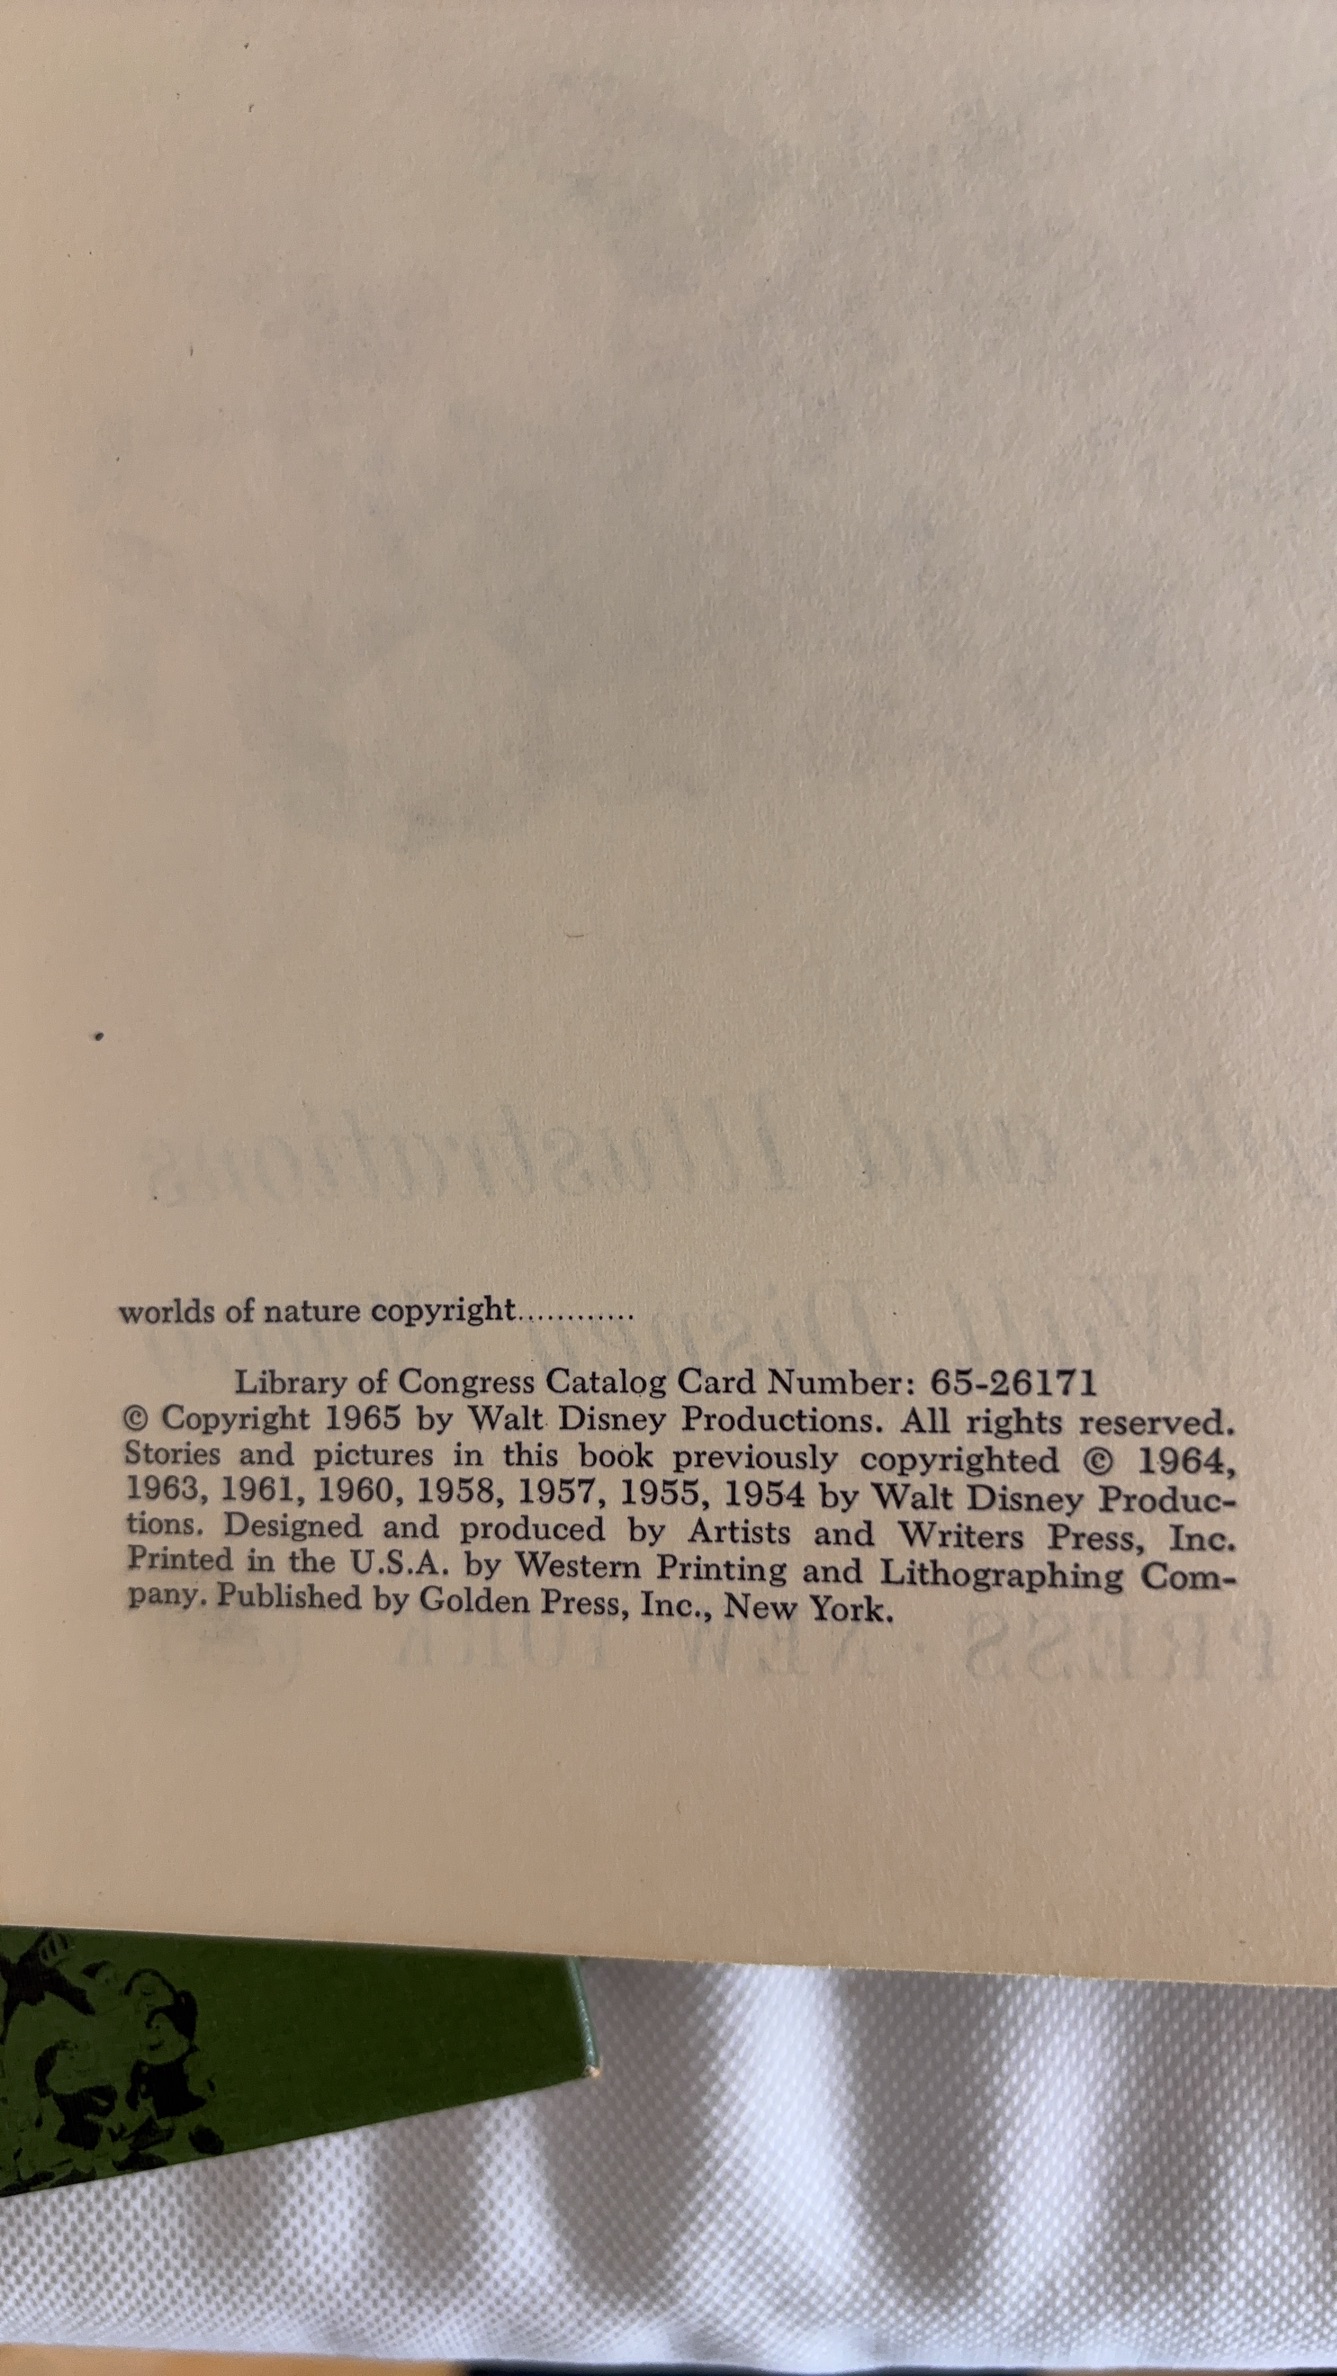 worlds of nature copyright............
Library of Congress Catalog Card Number: 65-26171
© Copyright 1965 by Walt Disney Productions. All rights reserved.
Stories and pictures in this book previously copyrighted © 1964,
1963, 1961, 1960, 1958, 1957, 1955, 1954 by Walt Disney Produc-
tions. Designed and produced by Artists and Writers Press, Inc.
Printed in the U.S.A. by Western Printing and Lithographing Com-
pany. Published by Golden Press, Inc., New York.